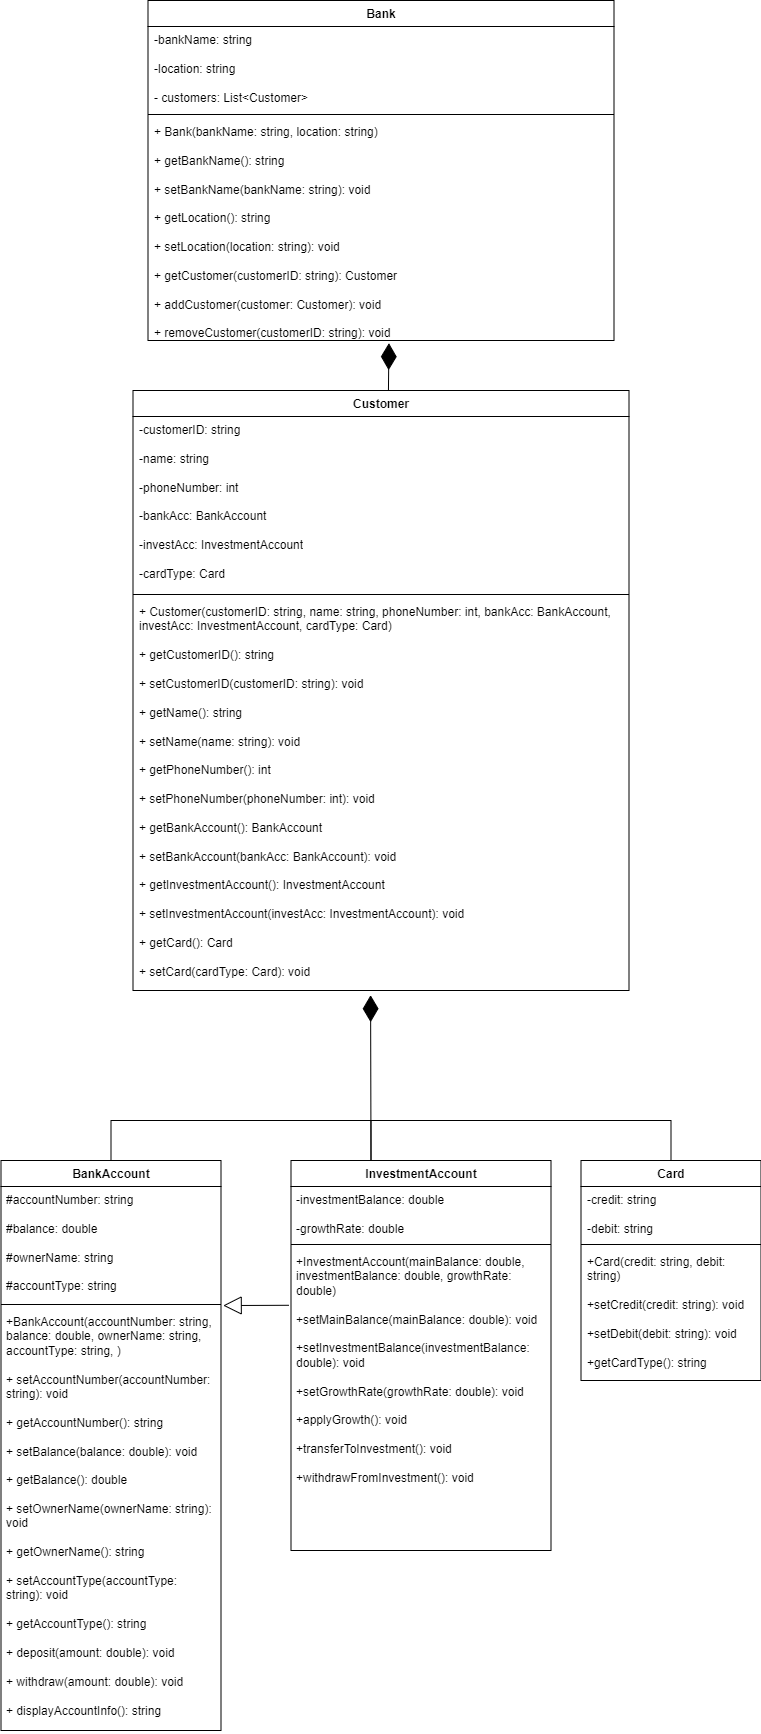 Bank
-bankName: string
-location: string
- customers: List<Customer>
+ Bank(bankName: string, location: string)
+ getBankName(): string
+ setBankName(bankName: string): void
+ getLocation(): string
+ setLocation(location: string): void
+ getCustomer(customerID: string): Customer
+ addCustomer(customer: Customer): void
+ removeCustomer(customerID: string): void
Customer
-customerID: string
-name: string
-phoneNumber: int
-bankAcc: BankAccount
-investAcc: InvestmentAccount
-cardType: Card
+ Customer(customerID: string, name: string, phoneNumber: int, bankAcc: BankAccount,
investAcc: InvestmentAccount, cardType: Card)
+ getCustomerID(): string
+ setCustomerID(customerID: string): void
+ getName(): string
+ setName(name: string): void
+ getPhoneNumber(): int
+ setPhoneNumber(phoneNumber: int): void
+ getBankAccount(): BankAccount
+ setBankAccount(bankAcc: BankAccount): void
+ getInvestmentAccount(): InvestmentAccount
+ setInvestmentAccount(investAcc: InvestmentAccount): void
+ getCard(): Card
+ setCard(cardType: Card): void
BankAccount
#accountNumber: string
#balance: double
#ownerName: string
#accountType: string
+BankAccount(accountNumber: string,
balance: double, ownerName: string,
accountType: string, )
+ setAccountNumber(accountNumber:
string): void
+ getAccountNumber(): string
+ setBalance(balance: double): void
+ getBalance(): double
+ setOwnerName(ownerName: string):
void
+ getOwnerName(): string
+ setAccountType(accountType:
string): void
+ getAccountType(): string
+ deposit(amount: double): void
+ withdraw(amount: double): void
+ displayAccountInfo(): string
InvestmentAccount
-investmentBalance: double
-growthRate: double
+InvestmentAccount(mainBalance: double,
investmentBalance: double, growthRate:
double)
+setMainBalance(mainBalance: double): void
+setInvestmentBalance(investmentBalance:
double): void
+setGrowthRate(growthRate: double): void
+applyGrowth(): void
+transferToInvestment(): void
+withdrawFromInvestment(): void
Card
-credit: string
-debit: string
+Card(credit: string, debit:
string)
+setCredit(credit: string): void
+setDebit(debit: string): void
+getCardType(): string